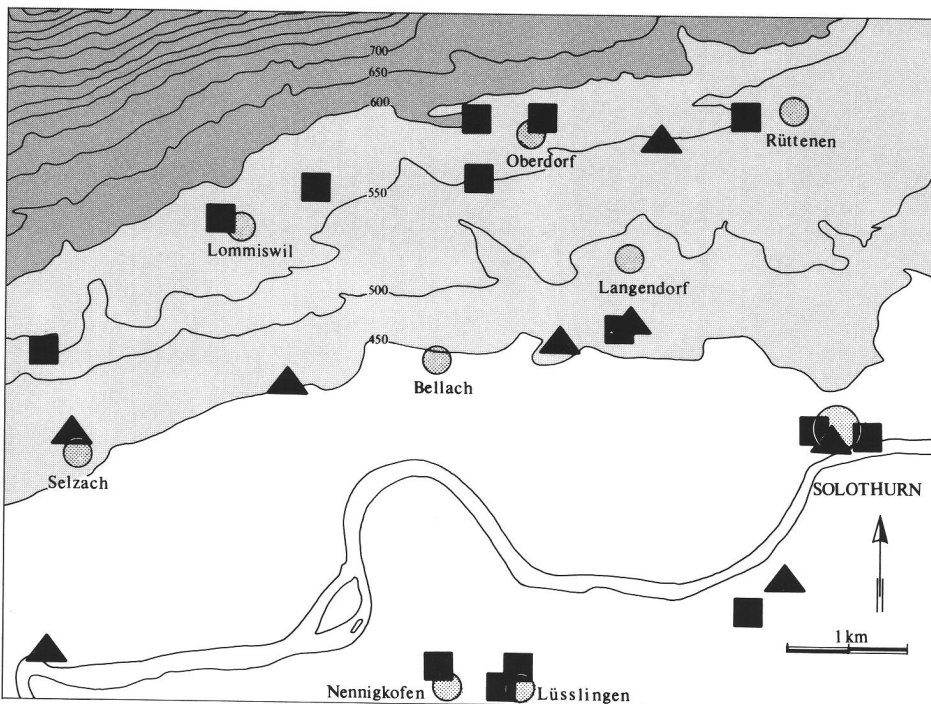 700
650
600
Oberdorf
Rüttenen
550
Lommiswil
Langendorf
500
450
Bellach
Selzach
SOLOTHURN
1 km
Nennigkofen
Lüsslingen